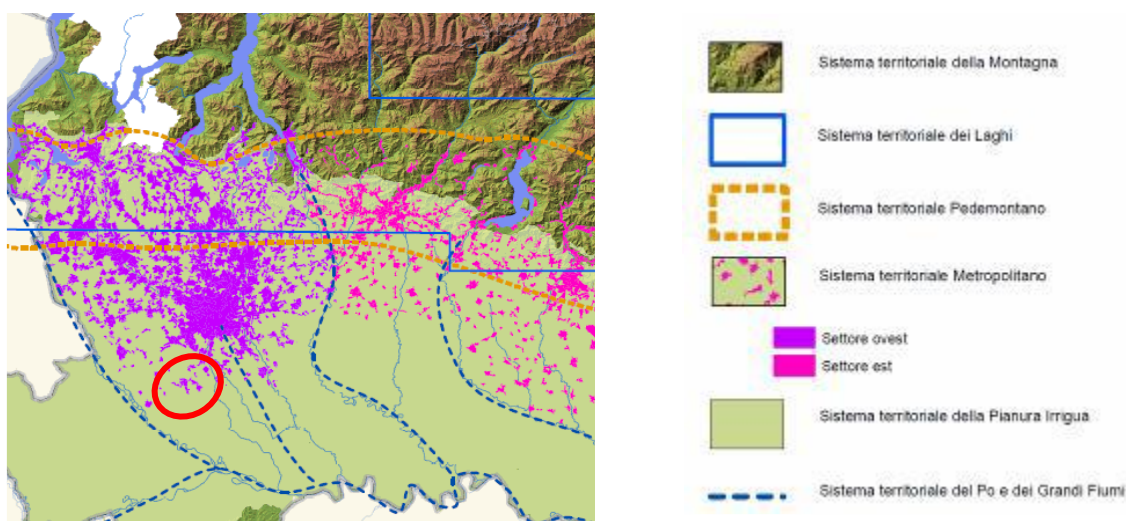 Sistema territoriale della Montagna
Sistema territoriale dei Laghi
Sistema territoriale Pedemontano
Sistema territoriale Metropolitano
Settore ovest
Settore est
Sistema territoriale della Pianura Irrigua
Sistema territoriale del Po e dei Grandi Fiumi